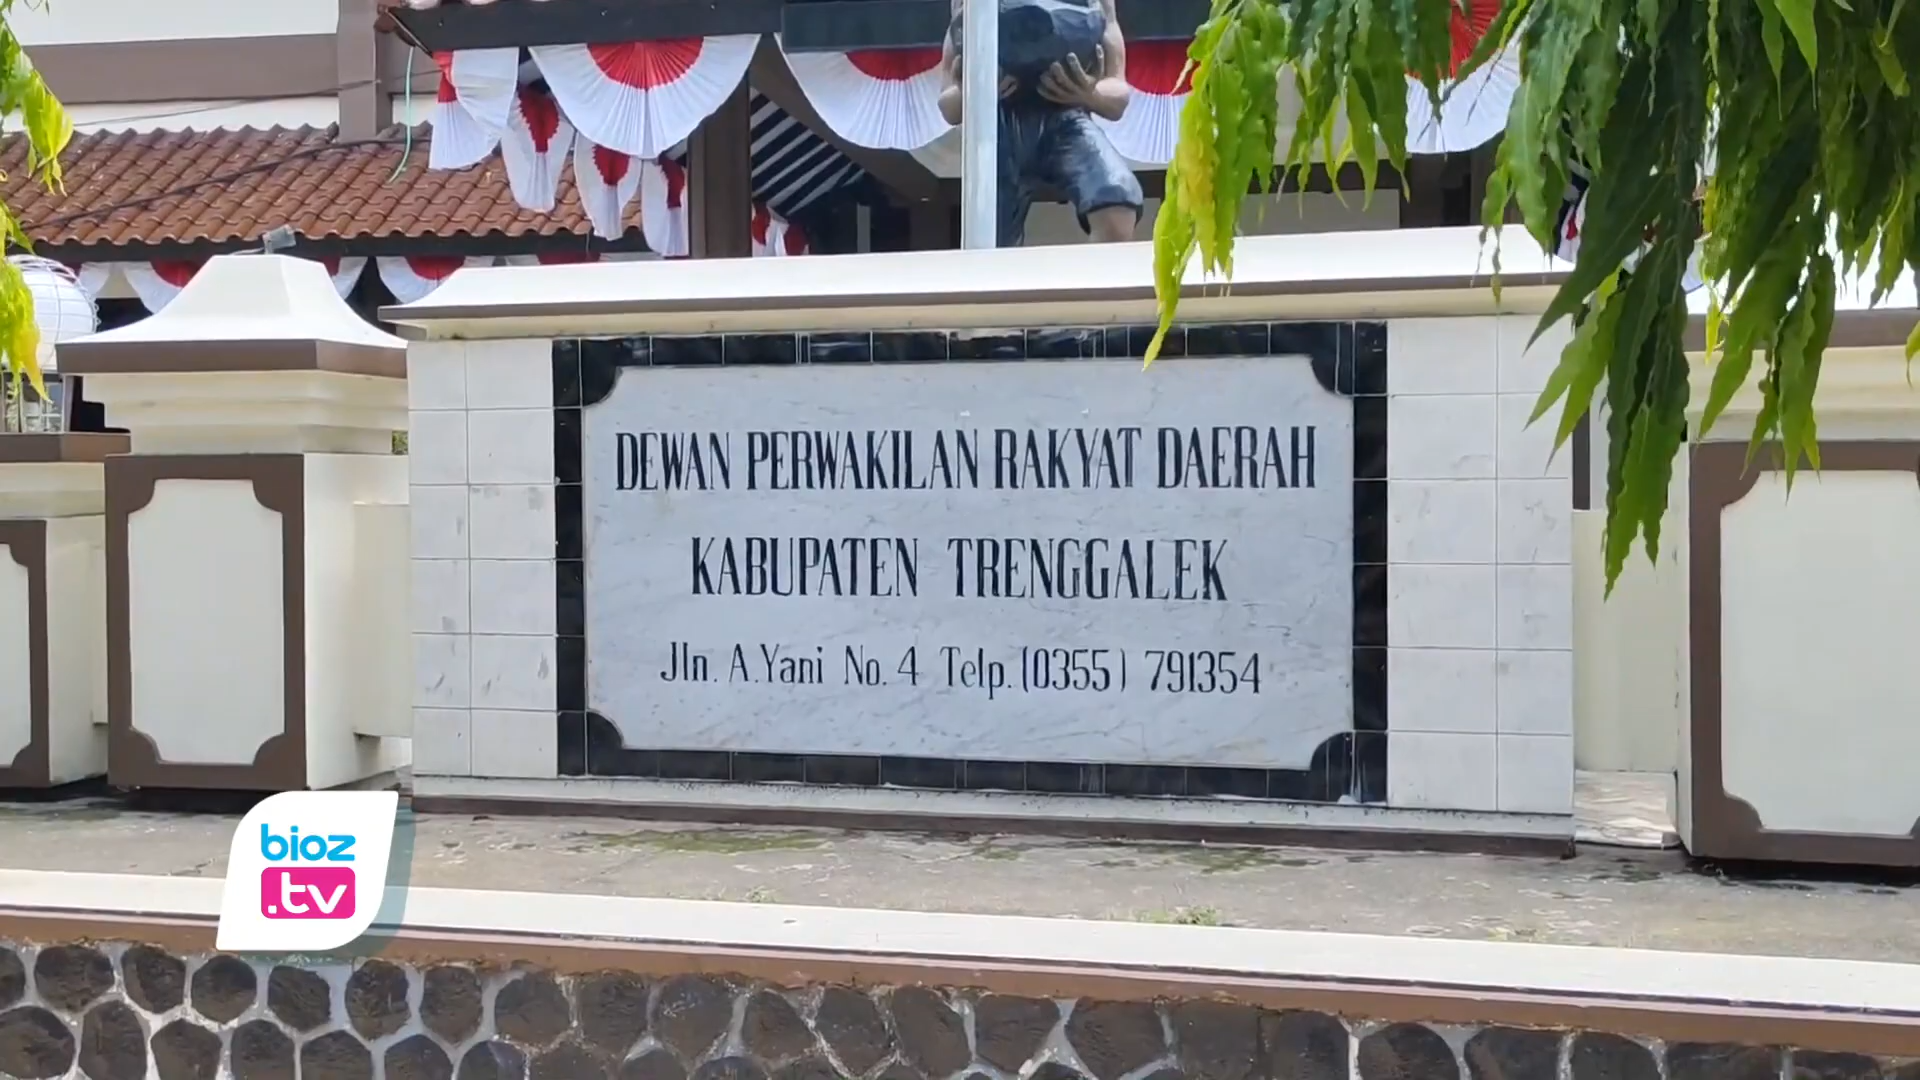 DEWAN PERWAKILAN RAKYAT DAERAH
KABUPATEN TRENGGALEK
Jln. A.Yani No. 4 Telp. (0355) 791354
bioz
.tv